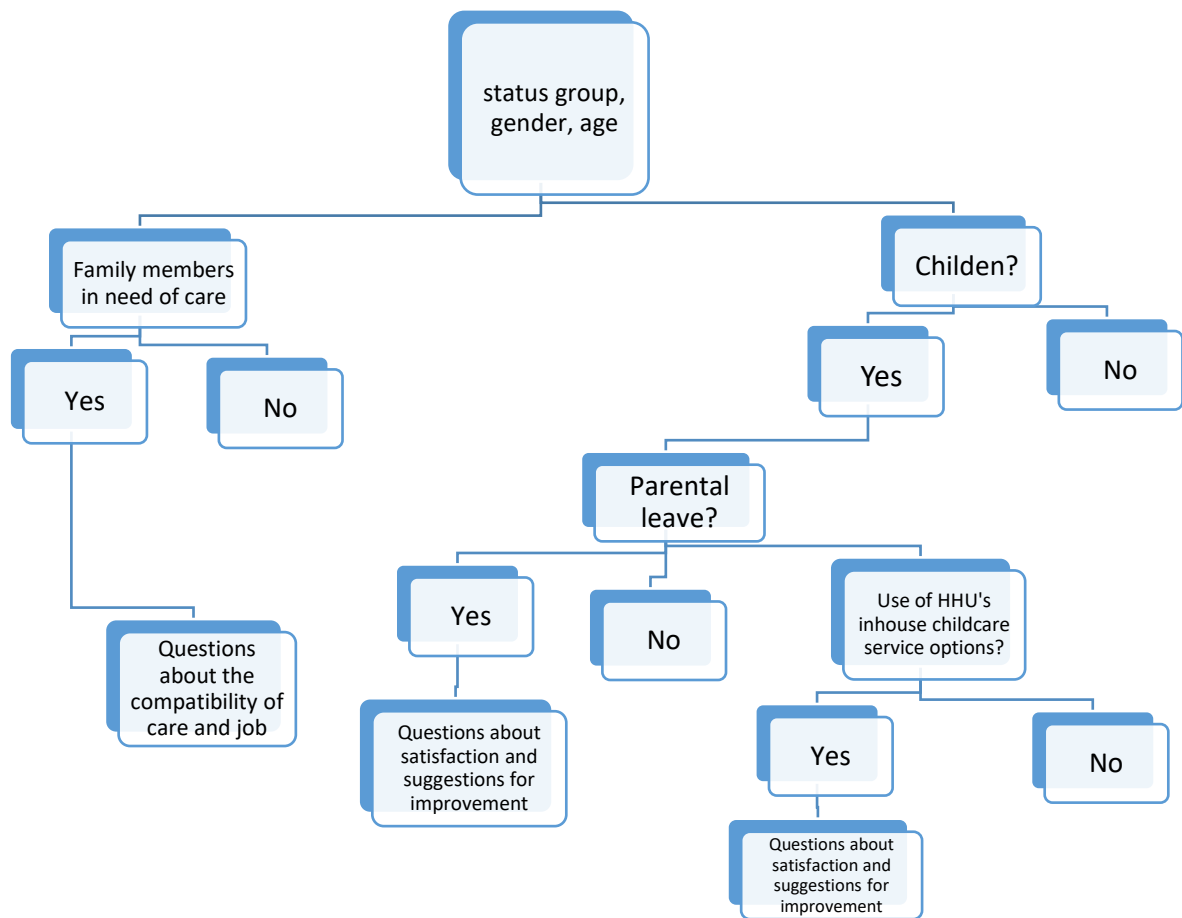 status group,
gender, age
Family members
in need of care
Childen?
Yes
No
Yes
No
Parental
leave?
Yes
No
Use of HHU's
inhouse childcare
service options?
Questions
about the
compatibility of
care and job
Questions about
satisfaction and
suggestions for
improvement
Yes
No
Questions about
satisfaction and
suggestions for
improvement